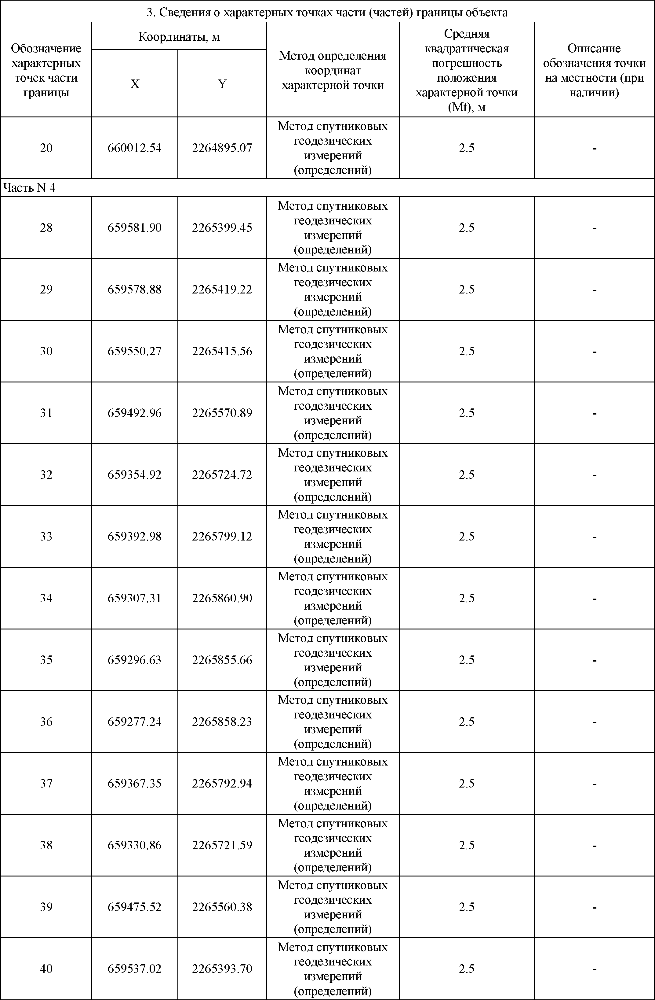 3. Сведения о характерных точках части (частей) границы объекта
Обозначение
характерных
точек части
границы
Координаты, м
X
Y
Метод определения
координат
характерной точки
Средняя
квадратическая
погрешность
положения
характерной точки
(Mt), м
Описание
обозначения точки
на местности (при
наличии)
20
660012.54
2264895.07
Метод спутниковых
геодезических
измерений
(определений)
2.5
-
Часть N 4
28
659581.90
2265399.45
Метод спутниковых
геодезических
измерений
(определений)
2.5
-
29
659578.88
2265419.22
Метод спутниковых
геодезических
измерений
(определений)
2.5
-
30
659550.27
2265415.56
Метод спутниковых
геодезических
измерений
(определений)
2.5
-
31
659492.96
2265570.89
Метод спутниковых
геодезических
измерений
(определений)
2.5
-
32
659354.92
2265724.72
Метод спутниковых
геодезических
измерений
(определений)
2.5
-
33
659392.98
2265799.12
Метод спутниковых
геодезических
измерений
(определений)
2.5
-
34
659307.31
2265860.90
Метод спутниковых
геодезических
измерений
(определений)
2.5
-
35
659296.63
2265855.66
Метод спутниковых
геодезических
измерений
(определений)
2.5
-
36
659277.24
2265858.23
Метод спутниковых
геодезических
измерений
(определений)
2.5
-
37
659367.35
2265792.94
Метод спутниковых
геодезических
измерений
(определений)
2.5
-
38
659330.86
2265721.59
Метод спутниковых
геодезических
измерений
(определений)
2.5
-
39
659475.52
2265560.38
Метод спутниковых
геодезических
измерений
(определений)
2.5
-
40
659537.02
2265393.70
Метод спутниковых
геодезических
измерений
(определений)
2.5
-